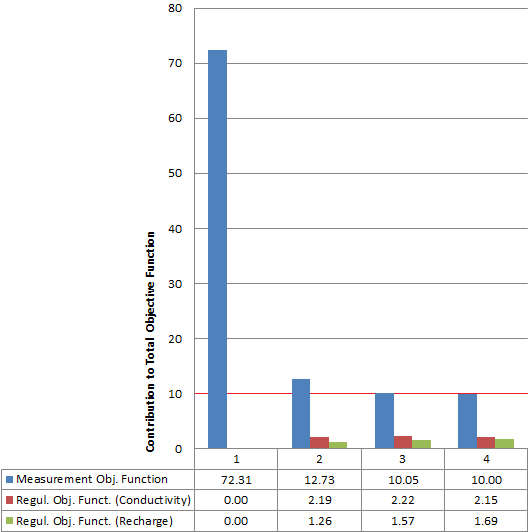 80
70
60
50
40
30
20
10
0
Contribution to Total Objective Function
1 2 3 4
Measurement Obj. Function 72.31 12.73 10.05 10.00
Regul. Obj. Funct. (Conductivity) 0.00 2.19 2.22 2.15
Regul. Obj. Funct. (Recharge) 0.00 1.26 1.57 1.69